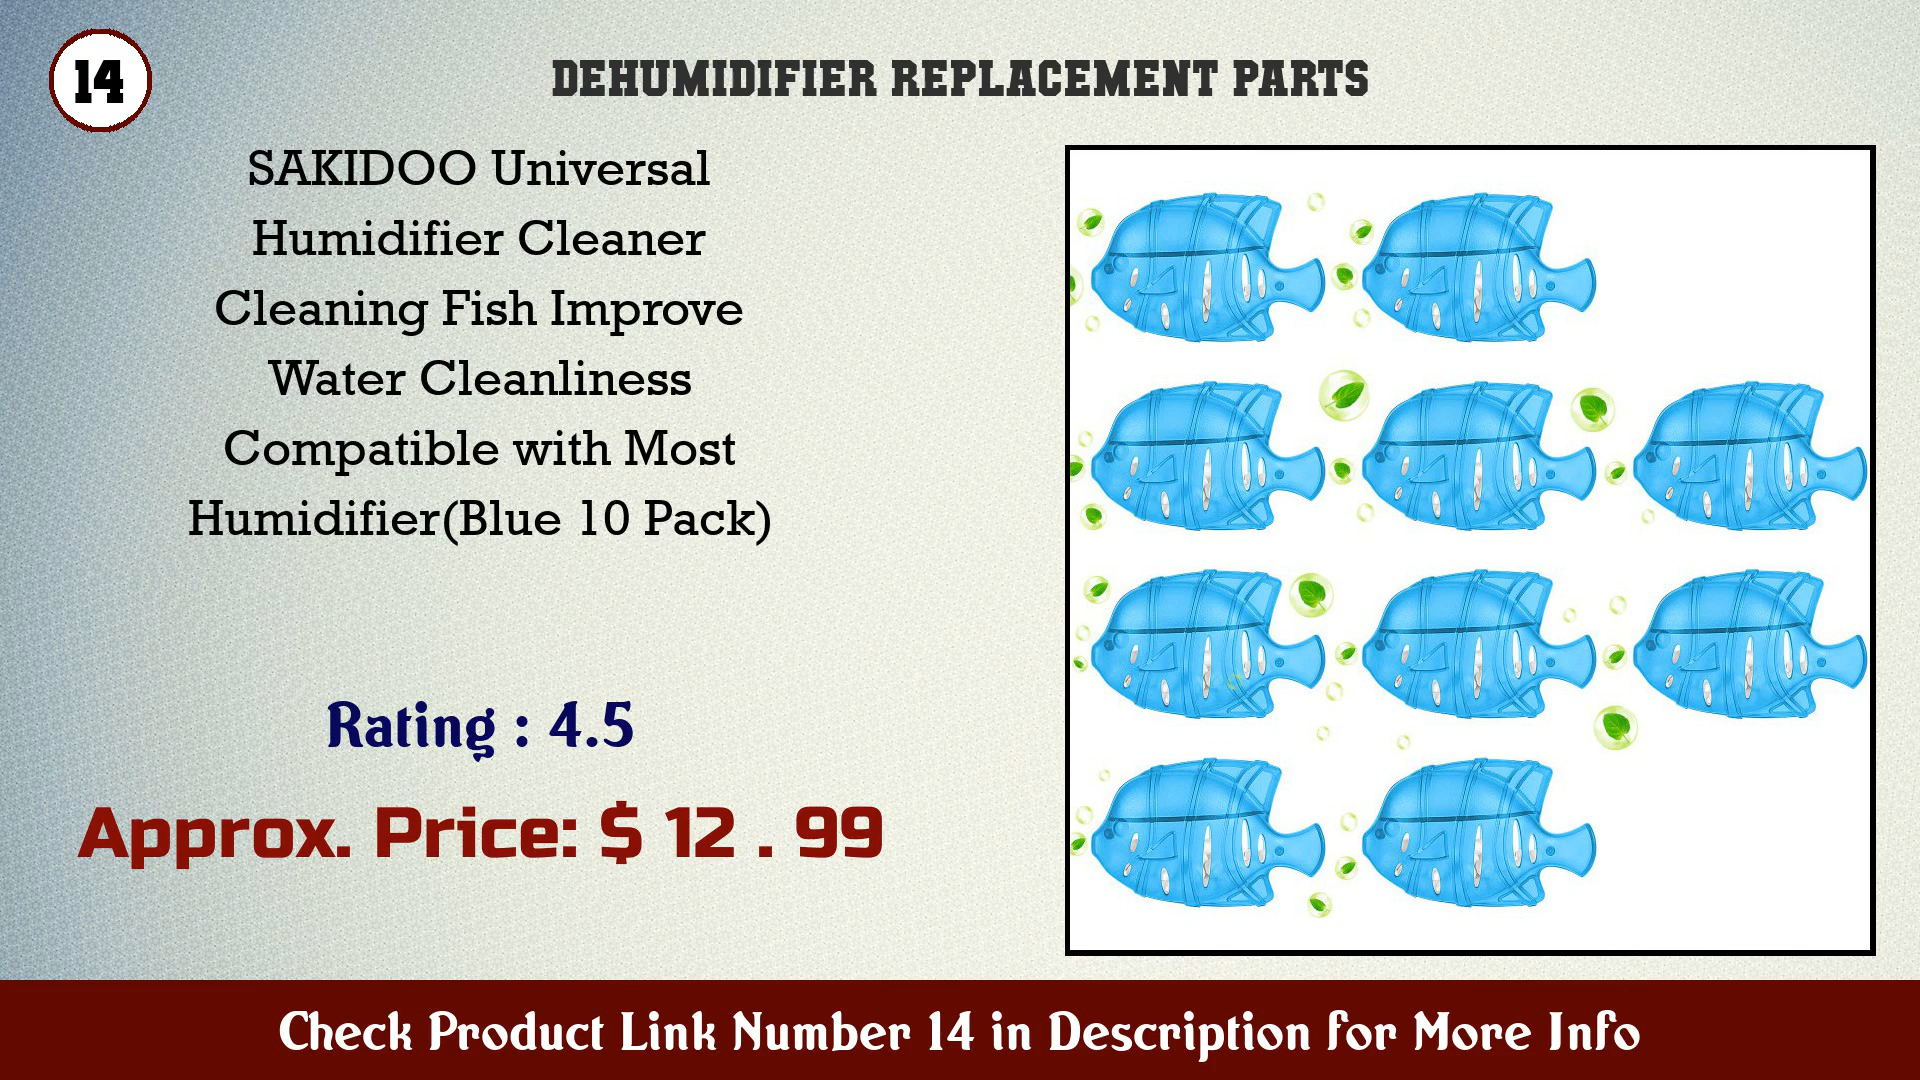 14
DEHUMIDIFIER REPLACEMENT PARTS
SAKIDOO Universal
Humidifier Cleaner
Cleaning Fish Improve
Water Cleanliness
Compatible with Most
Humidifier(Blue 10 Pack)
Rating : 4.5
Approx. Price: $ 12 . 99
Check Product Link Number 14 in Description for More Info